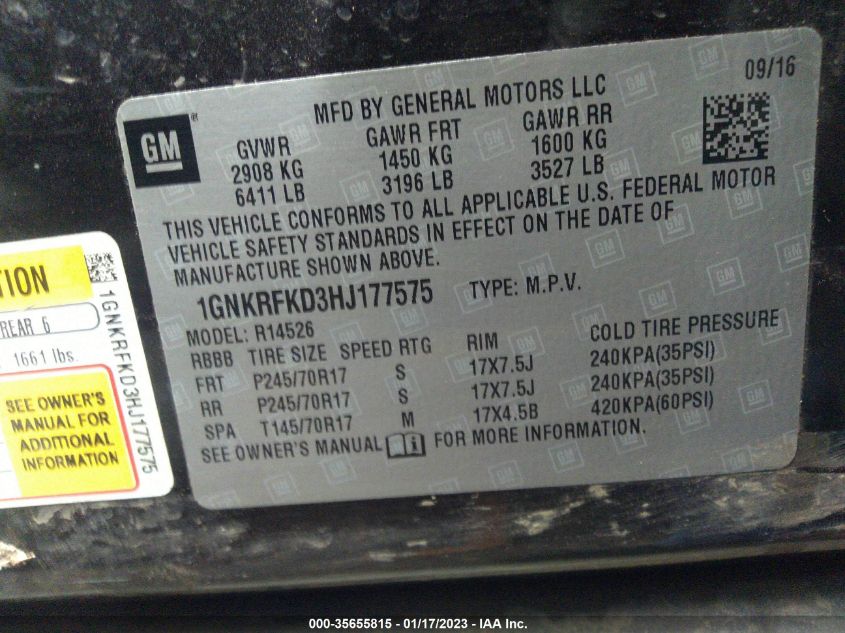 09/16
MFD BY GENERAL MOTORS LLC
GM
®
GVWR GAWR FRT GAWR RR
2908 KG 1450 KG 1600 KG
6411 LB 3196 LB 3527 LB
THIS VEHICLE CONFORMS TO ALL APPLICABLE U.S. FEDERAL MOTOR
VEHICLE SAFETY STANDARDS IN EFFECT ON THE DATE OF
MANUFACTURE SHOWN ABOVE.
1GNKRFKD3HJ177575 TYPE: M.P.V.
MODEL: R14526
RBBB TIRE SIZE SPEED RTG RIM COLD TIRE PRESSURE
FRT P245/70R17 S 17X7.5J 240KPA(35PSI)
RR P245/70R17 S 17X7.5J 240KPA(35PSI)
SPA T145/70R17 M 17X4.5B 420KPA(60PSI)
SEE OWNER'S MANUAL FOR MORE INFORMATION.
REAR 6
1661 lbs.
SEE OWNER'S
MANUAL FOR
ADDITIONAL
INFORMATION
1GNKRFKD3HJ177575
000-35655815 - 01/17/2023 - IAA Inc.